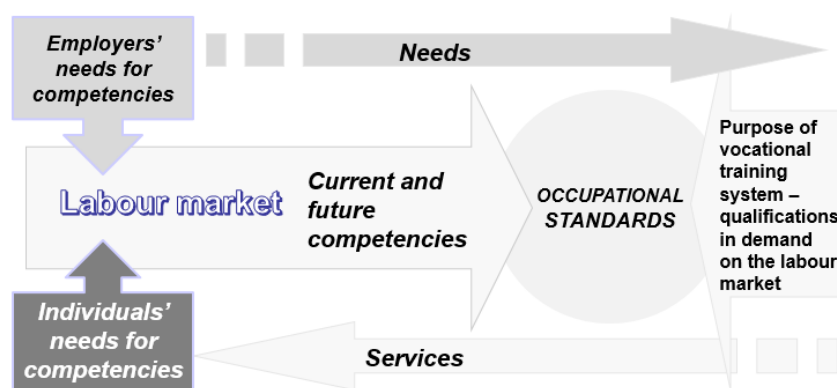 Employers’
needs for
competencies
Needs
Labour market
Current and
future
competencies
OCCUPATIONAL
STANDARDS
Purpose of
vocational
training
system –
qualifications
in demand
on the labour
market
Individuals’
needs for
competencies
Services